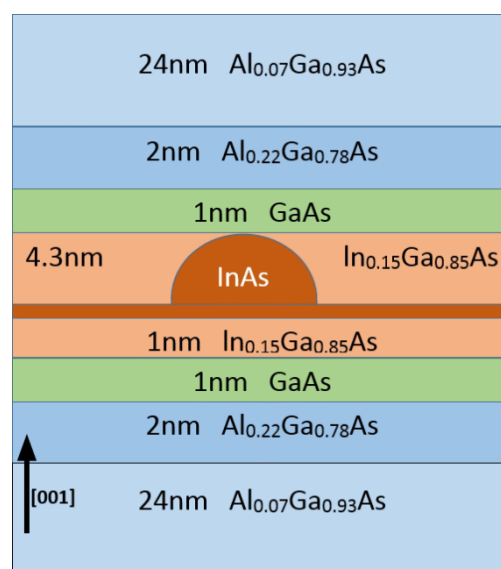 24nm Al₀.₀₇Ga₀.₉₃As
2nm Al₀.₂₂Ga₀.₇₈As
1nm GaAs
4.3nm In₀.₁₅Ga₀.₈₅As
InAs
1nm In₀.₁₅Ga₀.₈₅As
1nm GaAs
2nm Al₀.₂₂Ga₀.₇₈As
[001] 24nm Al₀.₀₇Ga₀.₉₃As